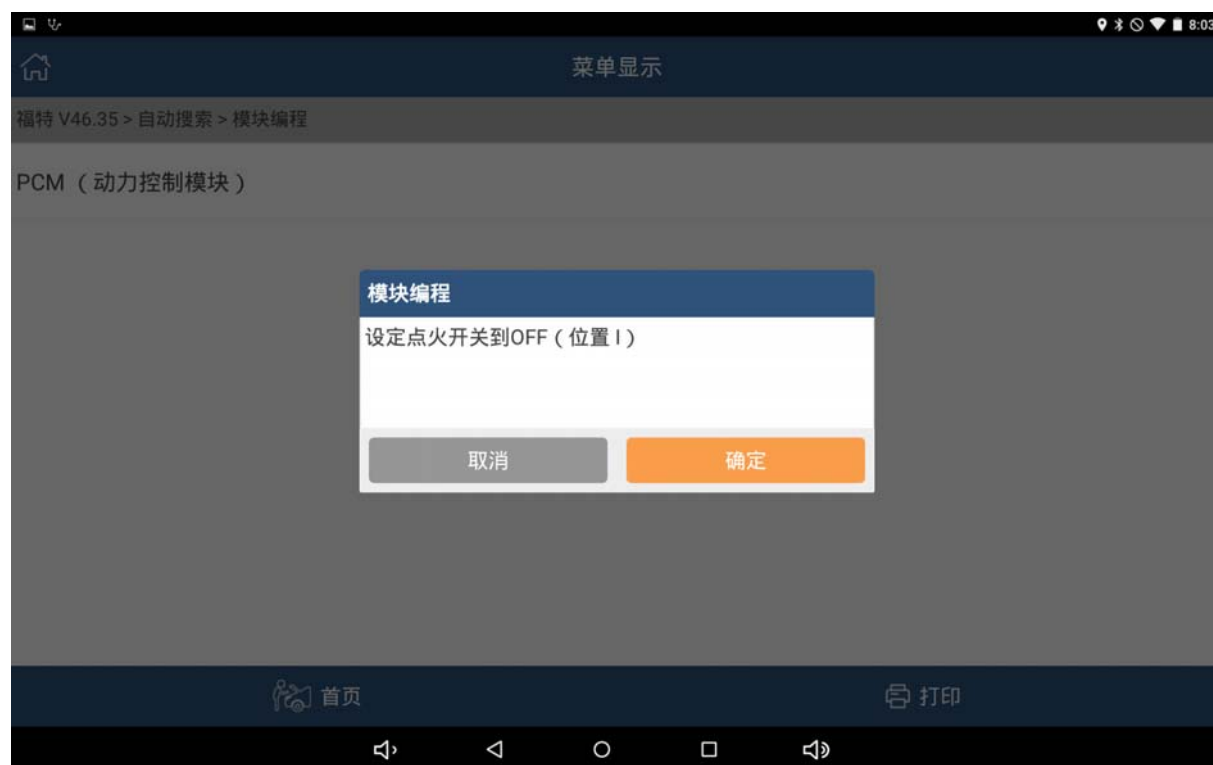 8:03
菜单显示
福特 V46.35 > 自动搜索 > 模块编程
PCM （动力控制模块）
模块编程
设定点火开关到OFF（位置 I）
取消 确定
首页 打印